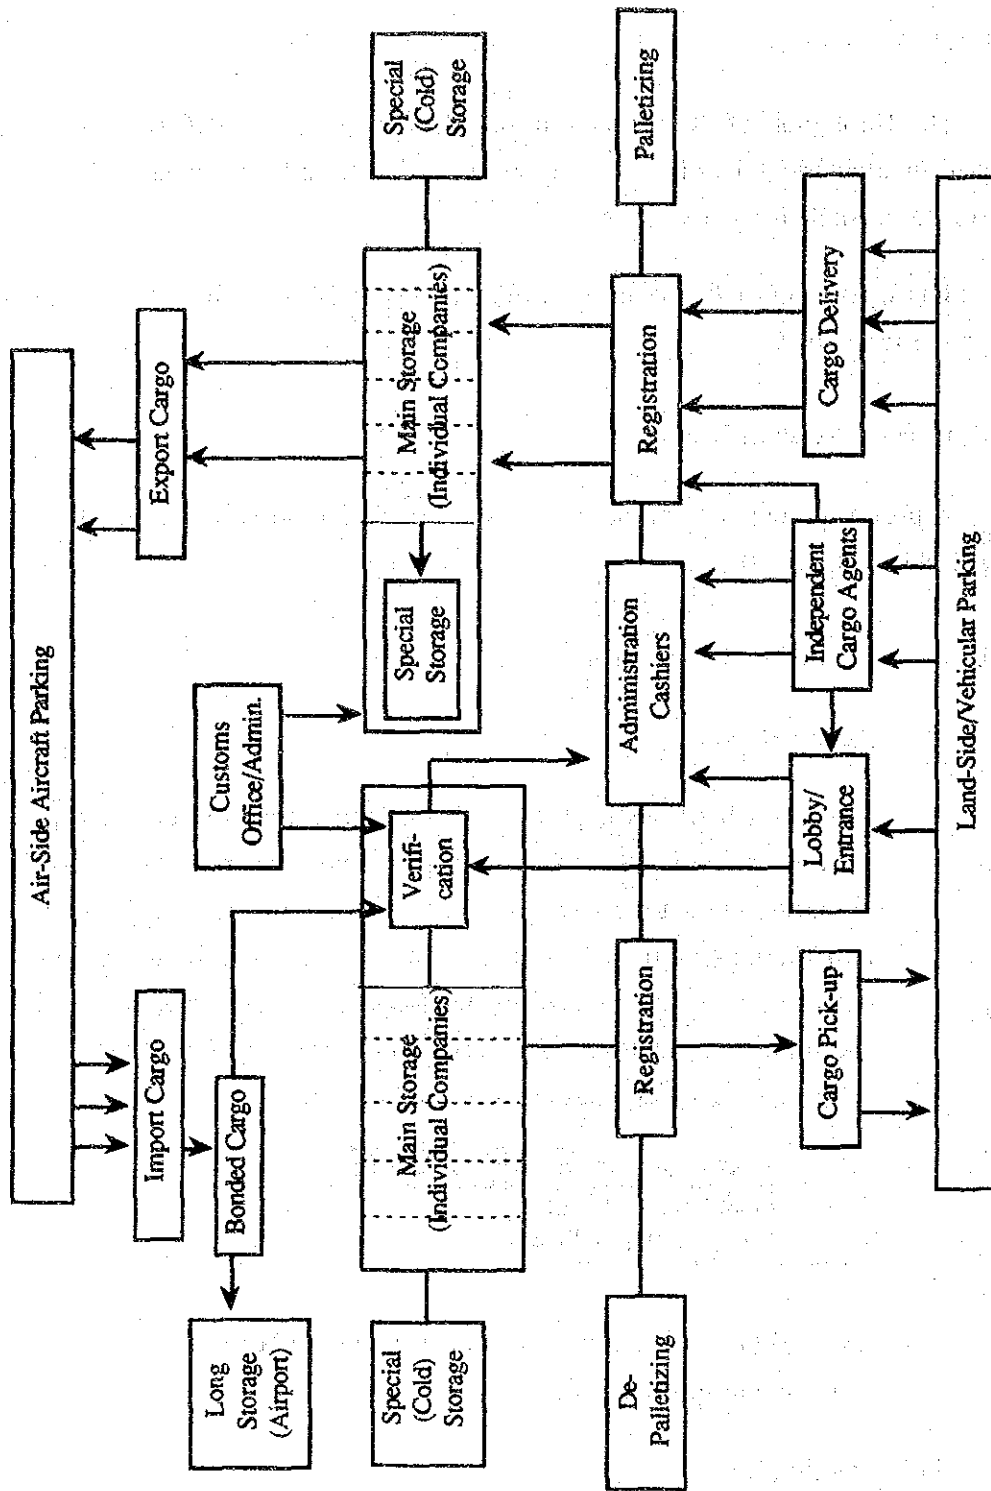 Air-Side Aircraft Parking
Import Cargo
Export Cargo
Bonded Cargo
Customs
Office/Admin.
Long
Storage
(Airport)
Special
(Cold)
Storage
Main Storage
(Individual Companies)
Verifi-
cation
Special
Storage
Main Storage
(Individual Companies)
Special
(Cold)
Storage
De-
Palletizing
Registration
Administration
Cashiers
Registration
Palletizing
Cargo Pick-up
Lobby/
Entrance
Independent
Cargo Agents
Cargo Delivery
Land-Side/Vehicular Parking